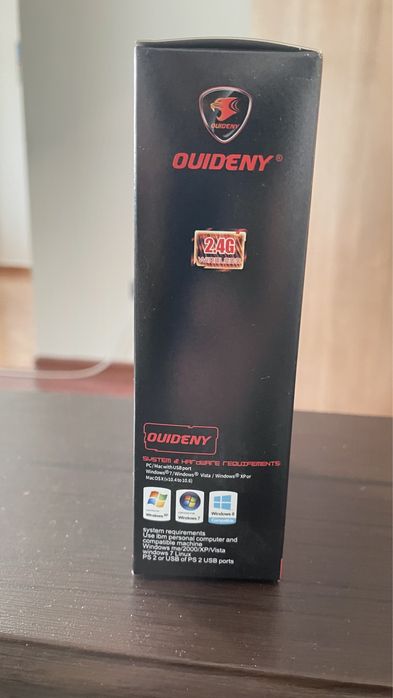 OUIDENY
OUIDENY®
2.4G
WIRELESS
OUIDENY
SYSTEM & HARDWARE REQUIREMENTS
PC/Mac with USB port
Windows® 7/Windows® Vista / Windows® XP or
Mac OS X (v10.4 to 10.6)
Windows XP
Windows 7
Windows 8
Compatible
system requirements
Use ibm personal computer and
compatible machine
Windows me/2000/XP/Vista
windows 7 Linux
PS 2 or USB of PS 2 USB ports